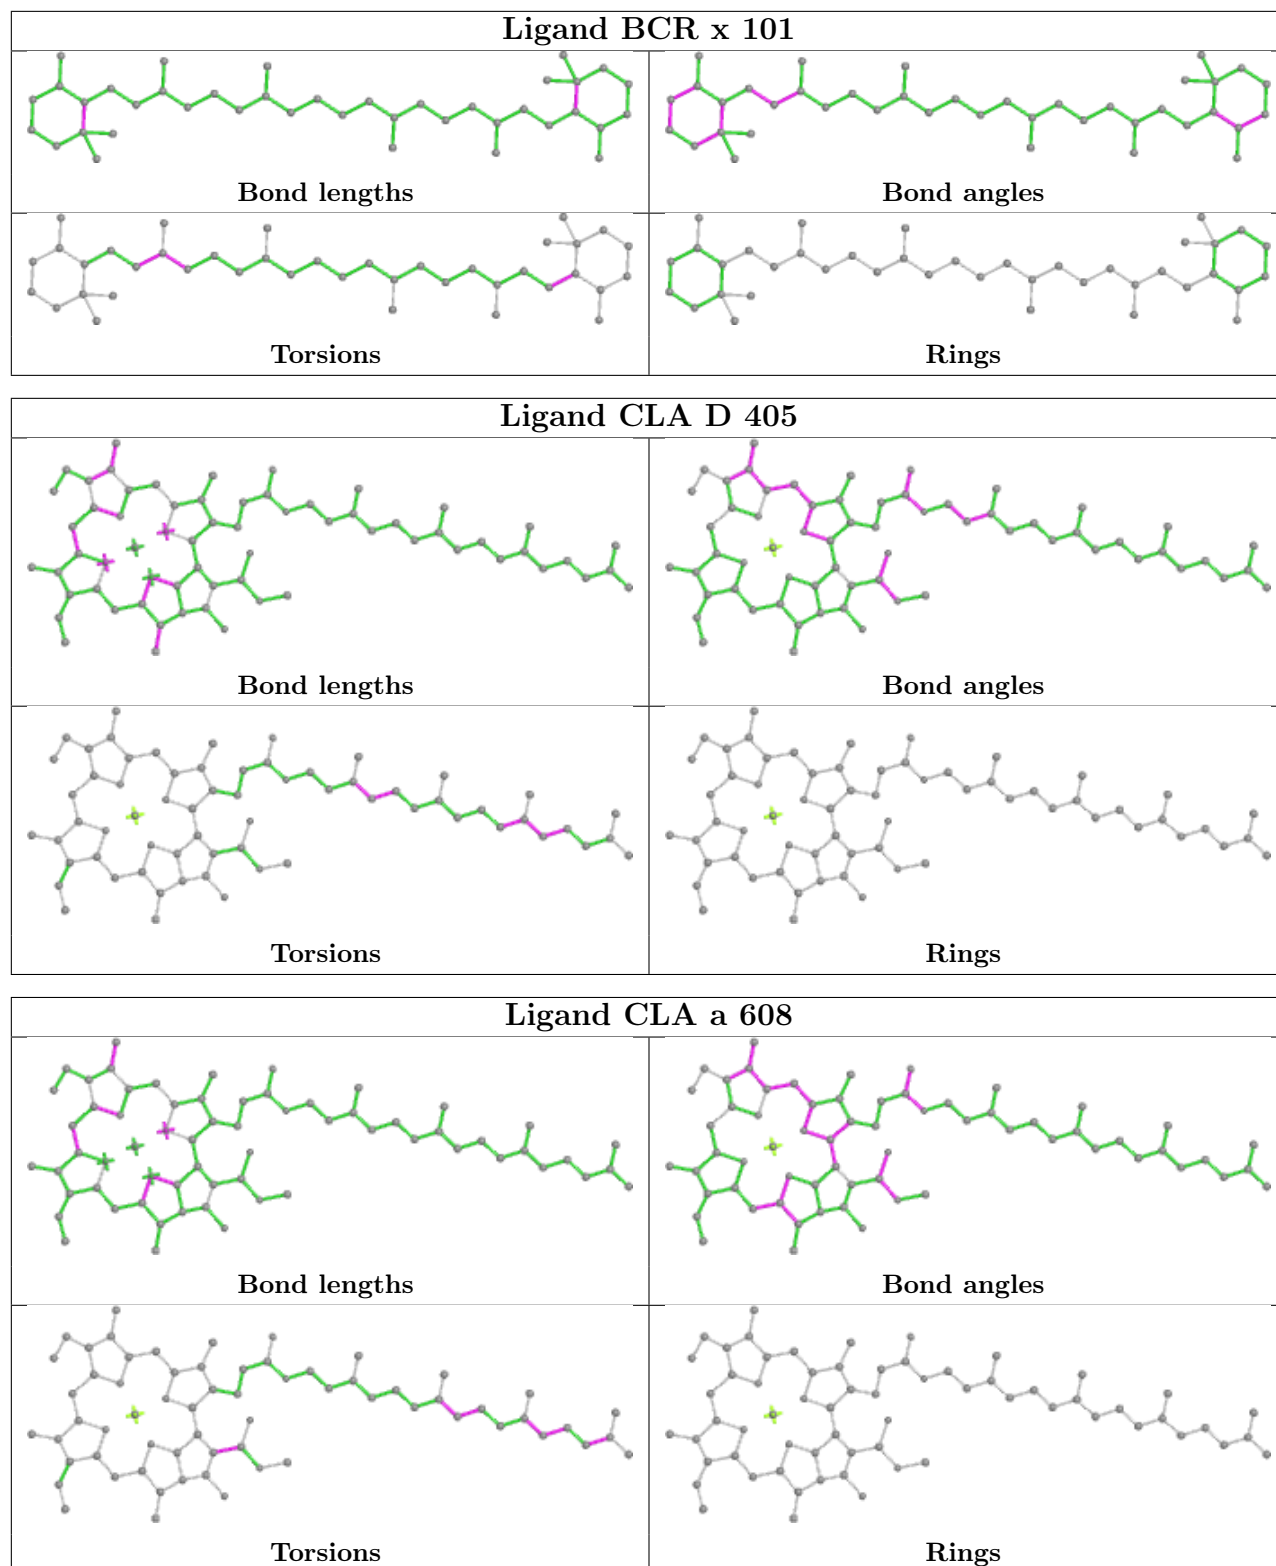 Ligand BCR x 101
Bond lengths
Bond angles
Torsions
Rings
Ligand CLA D 405
Bond lengths
Bond angles
Torsions
Rings
Ligand CLA a 608
Bond lengths
Bond angles
Torsions
Rings